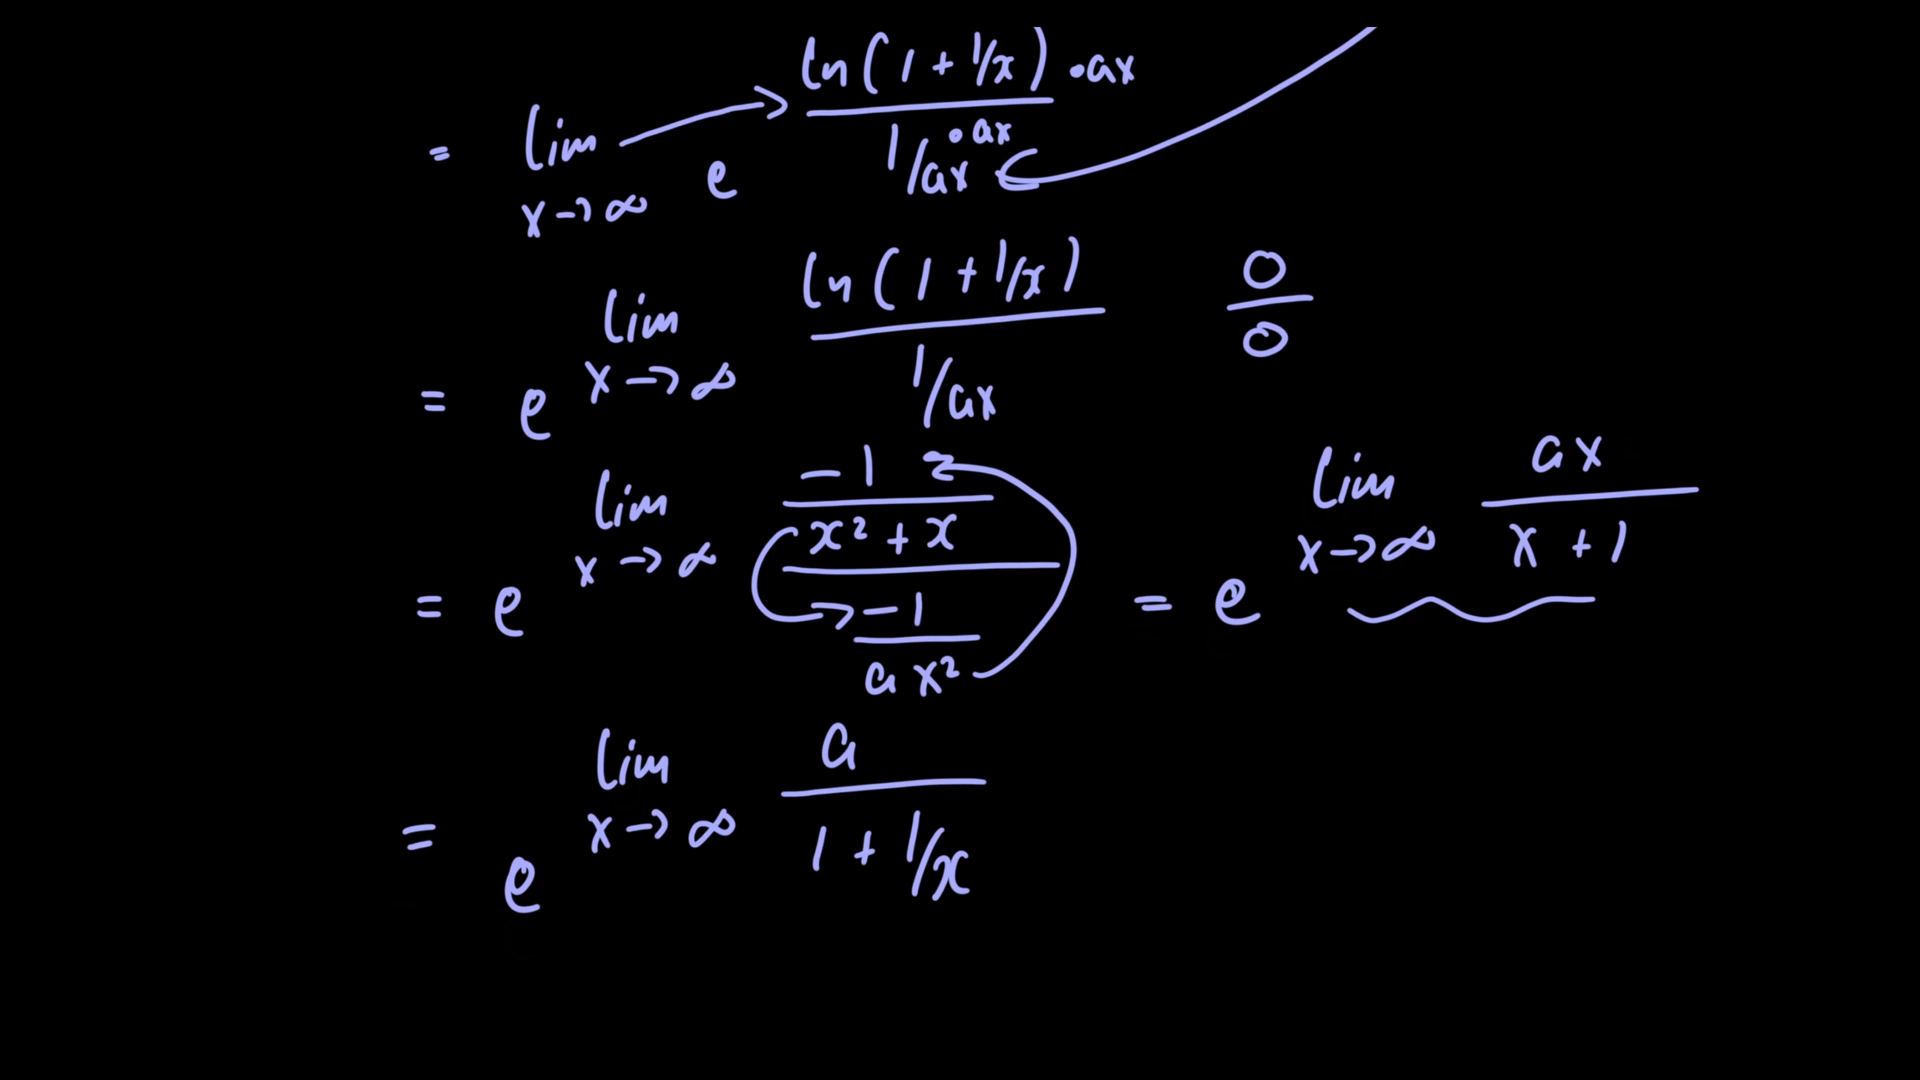 = lim x→∞ e ln(1 + 1/x) • ax / 1/ax • ax
= e lim x→∞ ln(1 + 1/x) / 1/ax 0/0
= e lim x→∞ -1 / x² + x / -1 / ax² = e lim x→∞ ax / x + 1
= e lim x→∞ a / 1 + 1/x